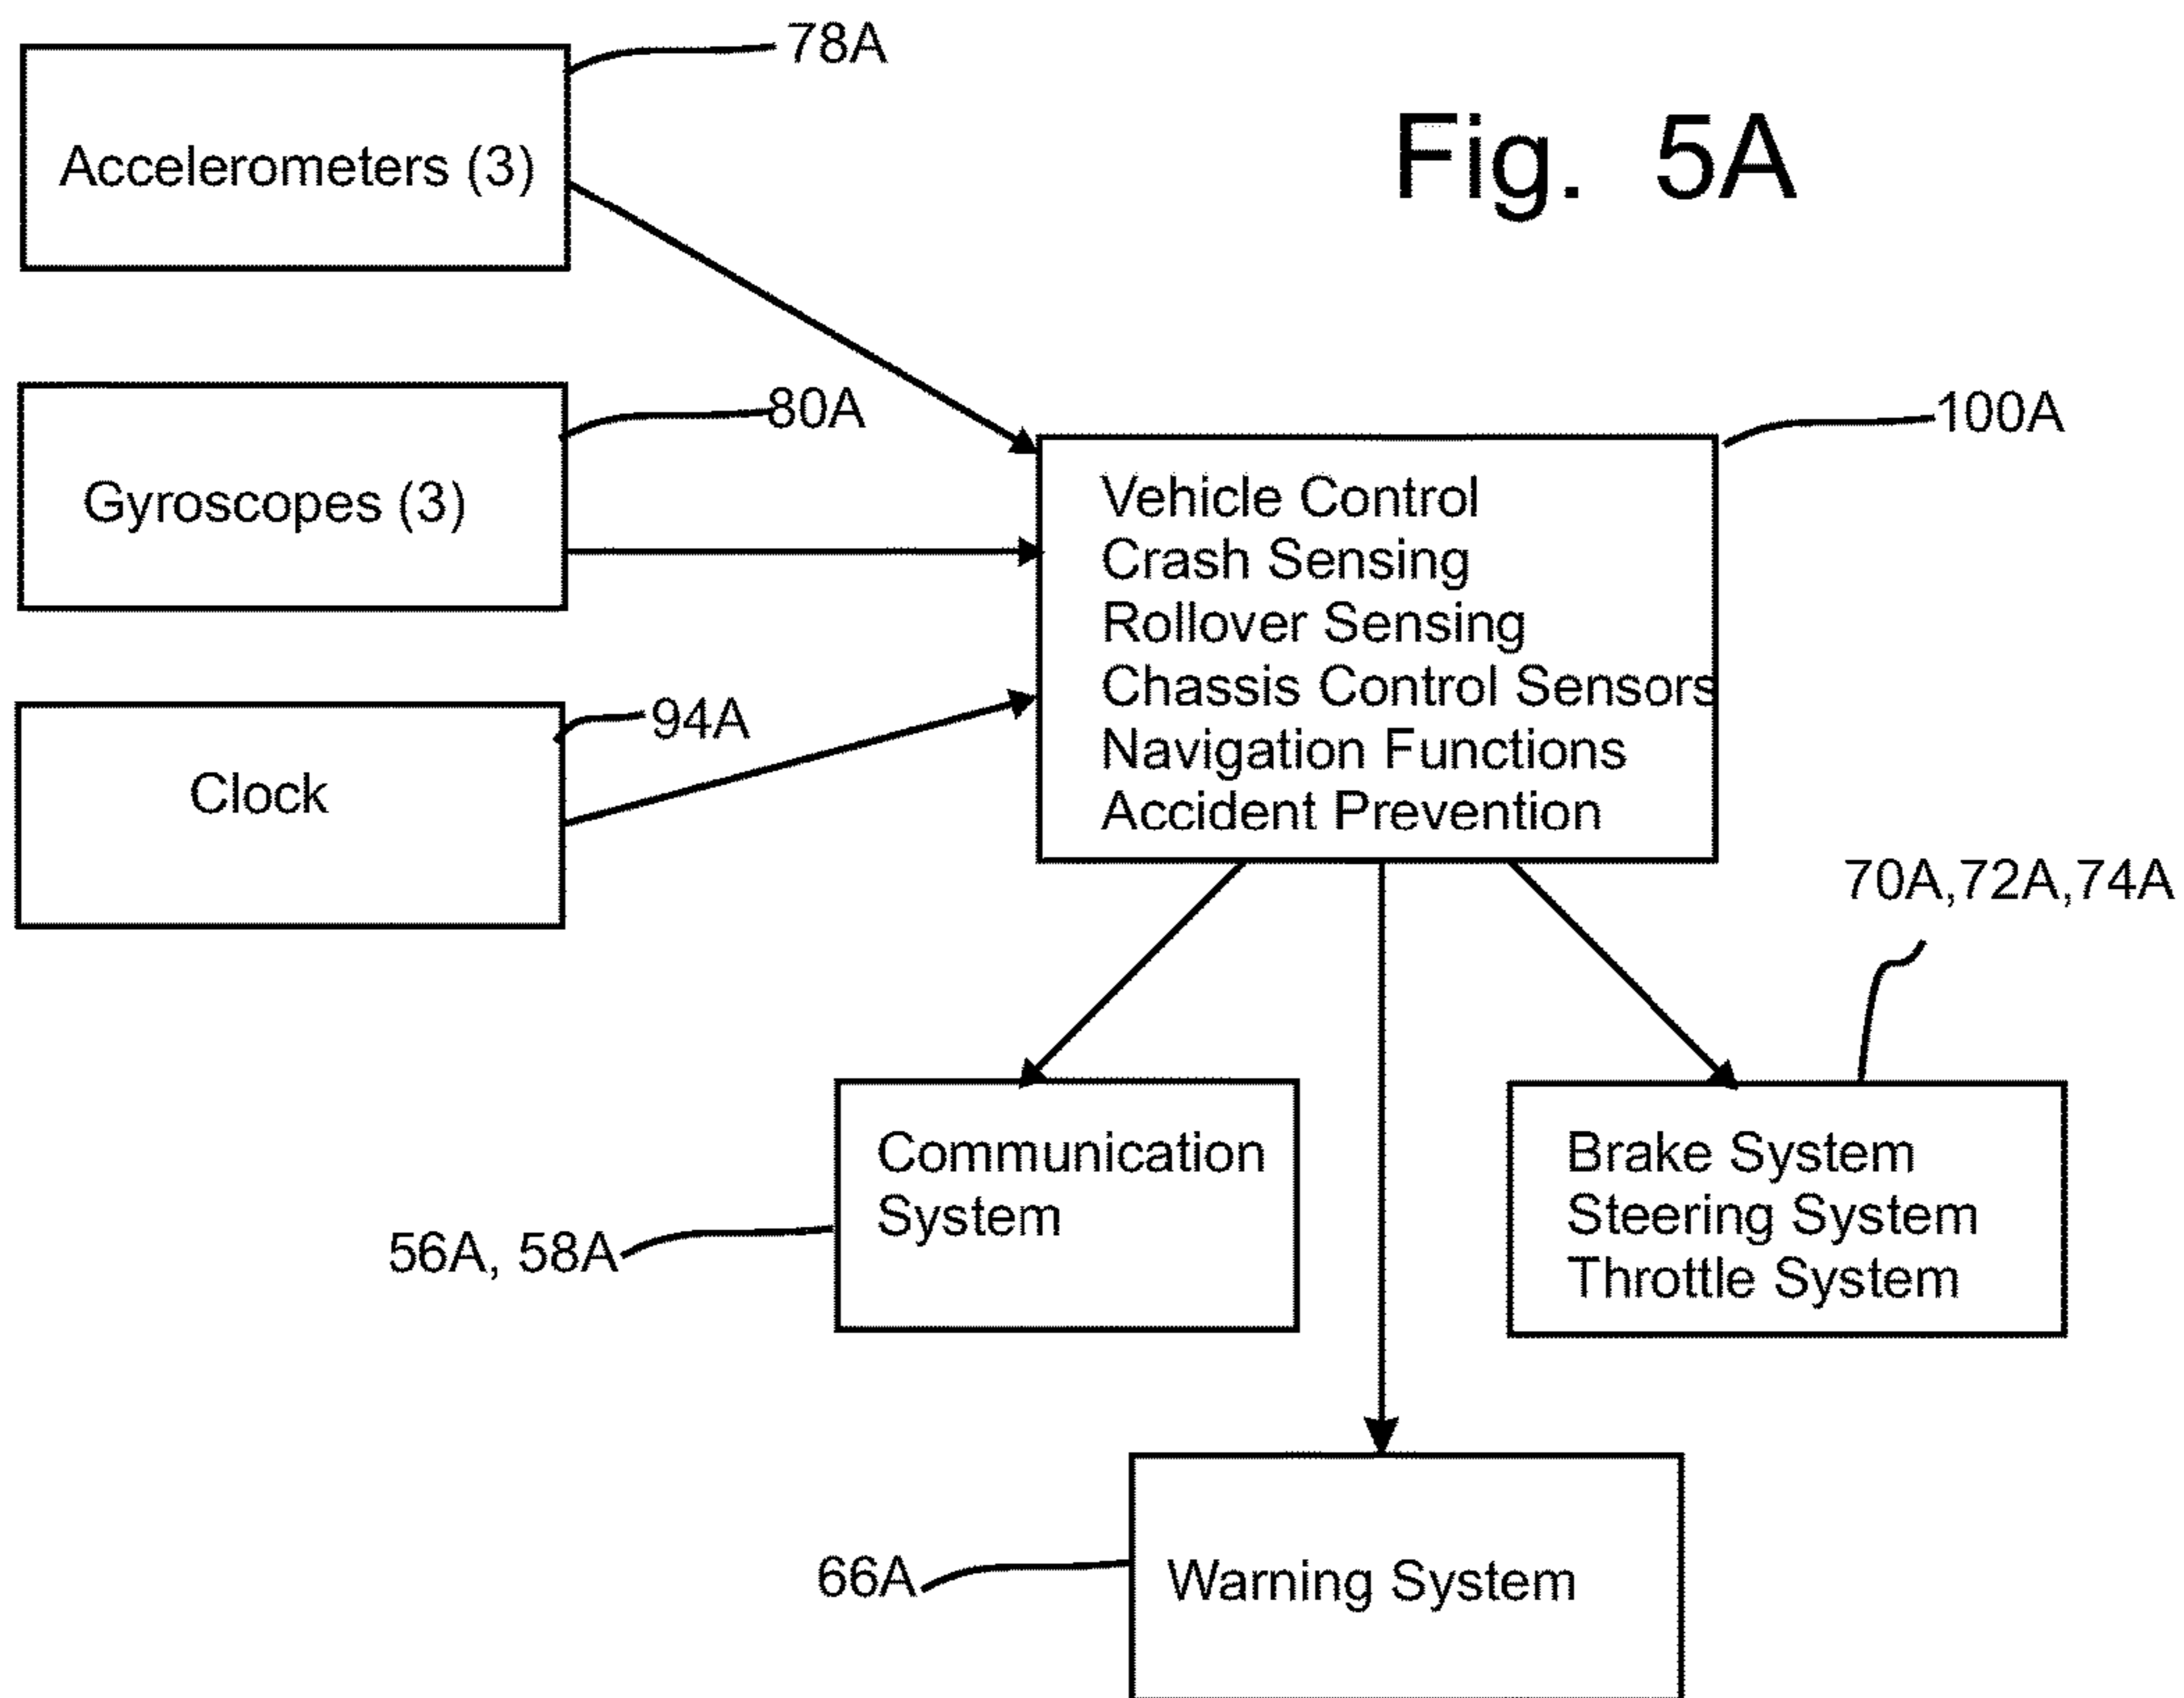 78A
Fig. 5A
Accelerometers (3)
80A
100A
Gyroscopes (3)
Vehicle Control
Crash Sensing
Rollover Sensing
Chassis Control Sensors
Navigation Functions
Accident Prevention
94A
Clock
70A,72A,74A
Communication
System
56A, 58A
Brake System
Steering System
Throttle System
66A
Warning System